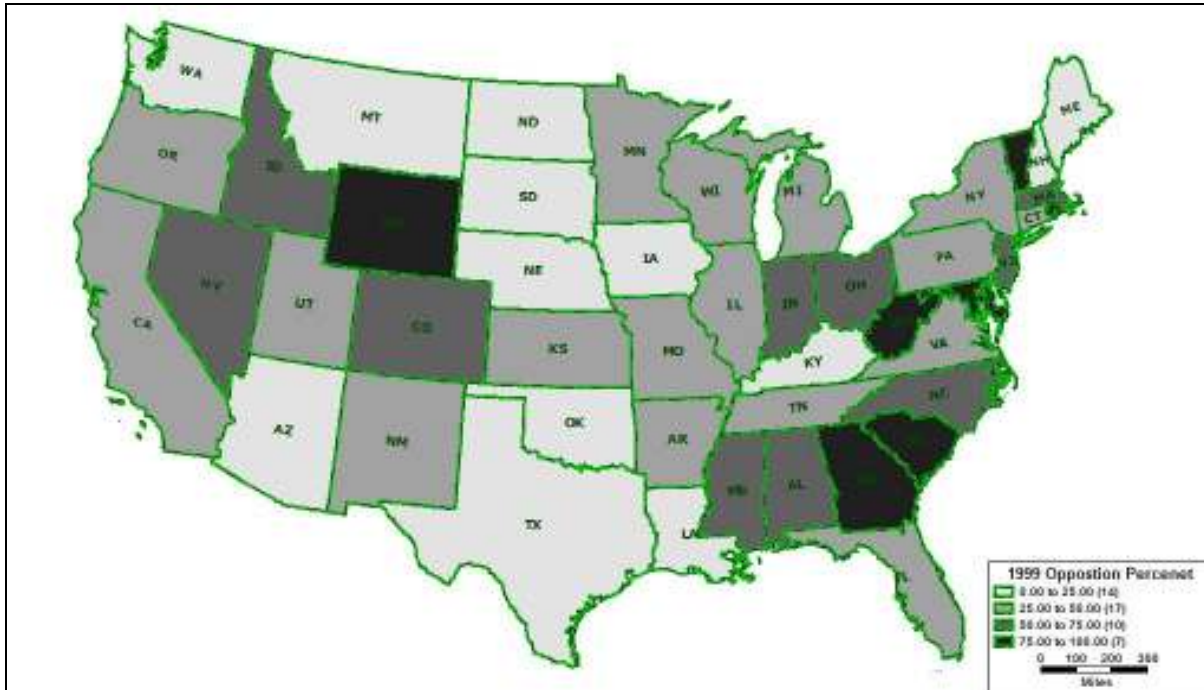 WA
MT
ND
MN
ME
OR
ID
SD
WI
MI
NY
NH
MA
CT
NE
IA
PA
NV
UT
CO
IL
IN
OH
CA
KS
MO
KY
VA
AZ
NM
OK
AR
TN
NC
TX
LA
MS
AL
1999 Oppostion Percenet
0.00 to 25.00 (14)
25.00 to 50.00 (17)
50.00 to 75.00 (10)
75.00 to 100.00 (7)
0 100 200 300
Miles